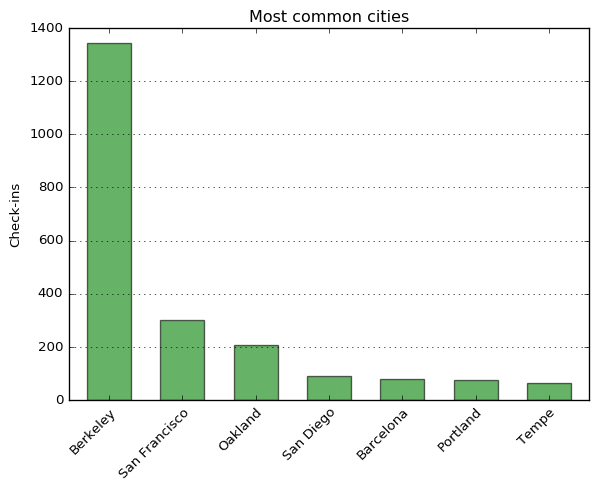 Most common cities
1400
1200
1000
800
600
400
200
0
Check-ins
Berkeley
San Francisco
Oakland
San Diego
Barcelona
Portland
Tempe